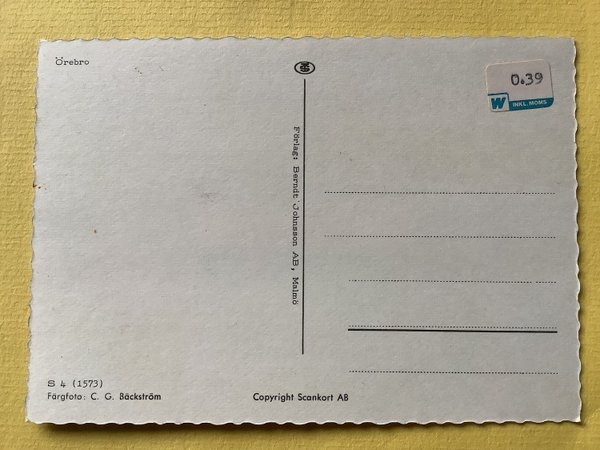 Örebro
0.39
W INKL. MOMS
Förlag: Berndt Johnsson AB, Malmö
S 4 (1573)
Färgfoto: C. G. Bäckström
Copyright Scankort AB